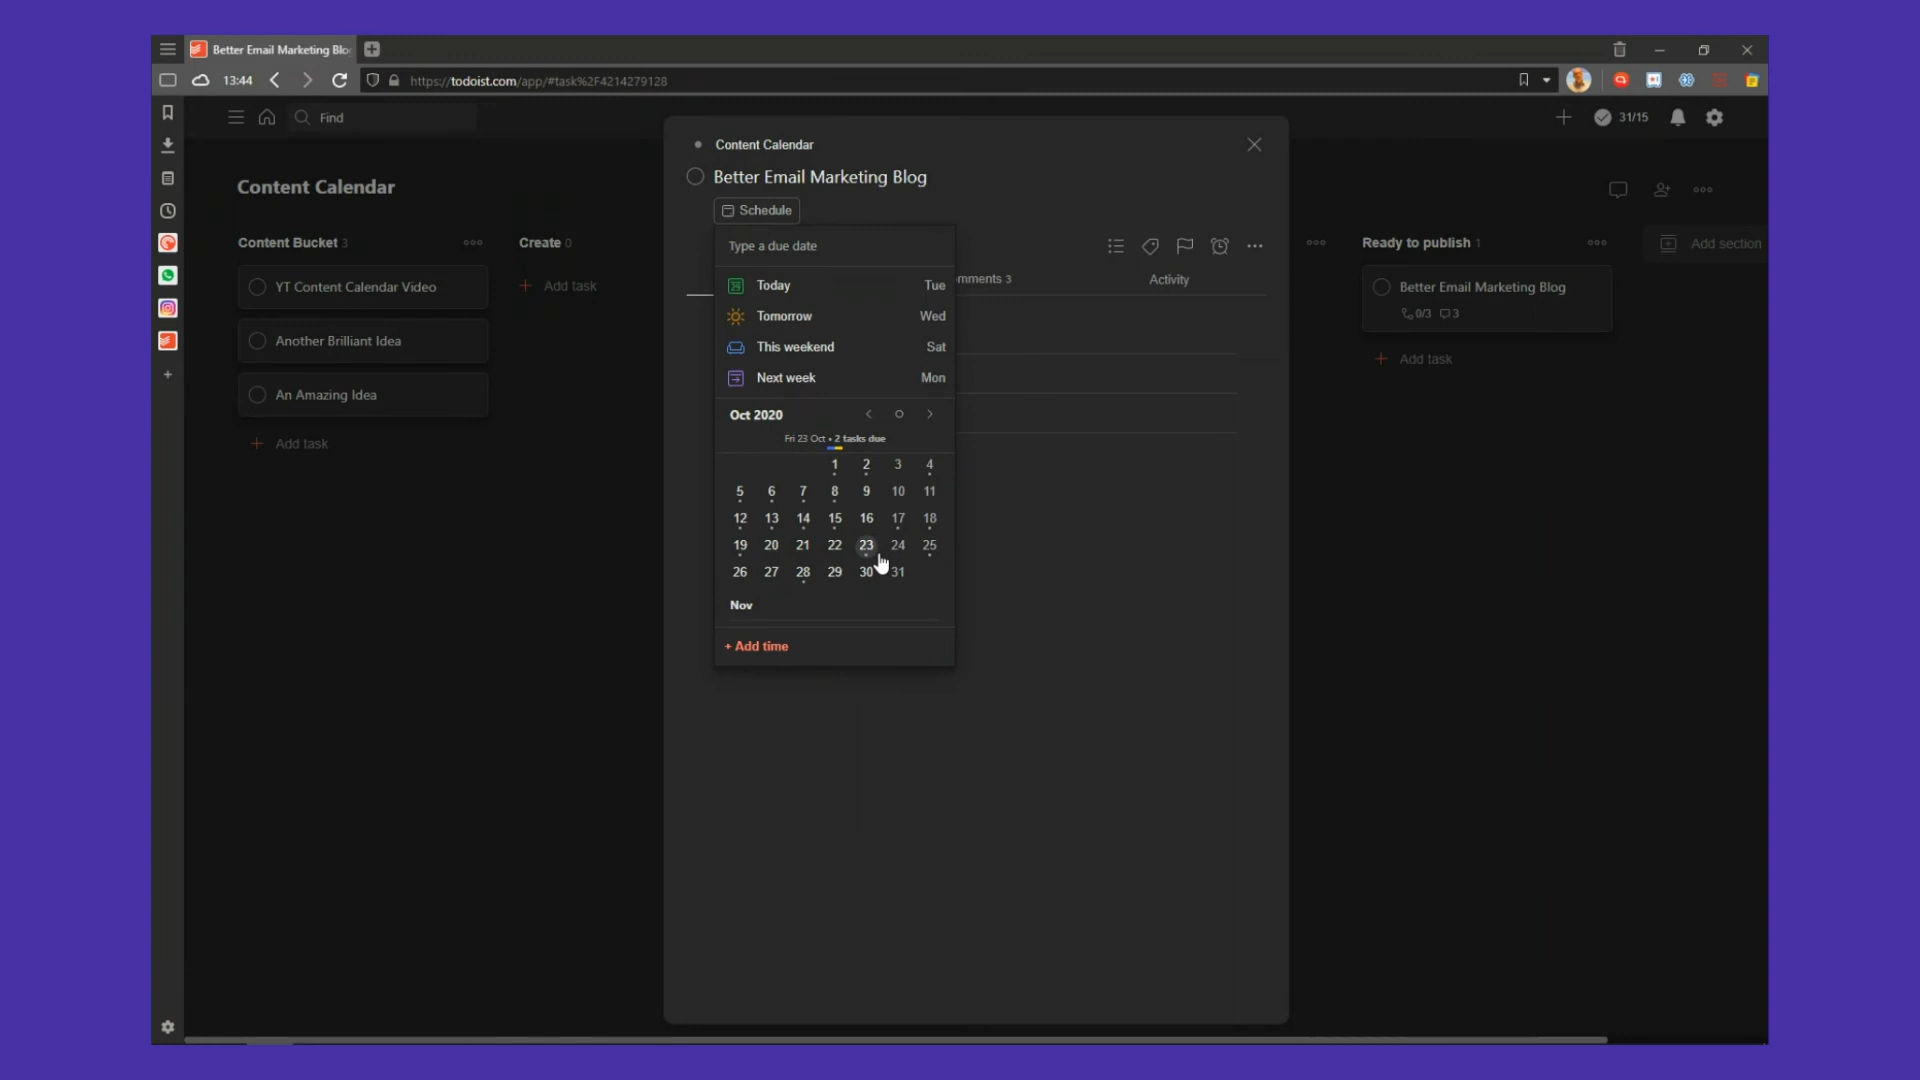 Better Email Marketing Blo
13:44
https://todoist.com/app/#task%2F4214279128
Find
31/15
Content Calendar
Content Bucket 3
YT Content Calendar Video
Another Brilliant Idea
An Amazing Idea
+ Add task
Create 0
+ Add task
Content Calendar
Better Email Marketing Blog
Schedule
Type a due date
Today Tue
Tomorrow Wed
This weekend Sat
Next week Mon
Oct 2020
Fri 23 Oct • 2 tasks due
1 2 3 4
5 6 7 8 9 10 11
12 13 14 15 16 17 18
19 20 21 22 23 24 25
26 27 28 29 30 31
Nov
+ Add time
mments 3
Activity
Ready to publish 1
Better Email Marketing Blog
0/3 3
+ Add task
Add section